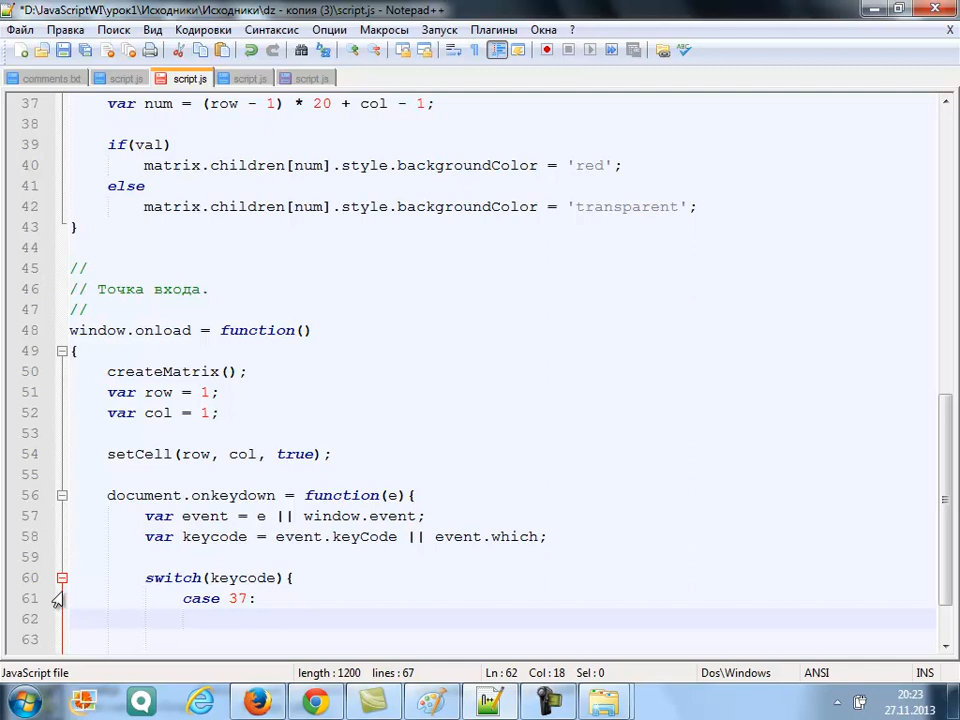 *D:\JavaScriptWI\урок1\Исходники\Исходники\dz - копия (3)\script.js - Notepad++
Файл Правка Поиск Вид Кодировки Синтаксис Опции Макросы Запуск Плагины Окна ? X
comments.txt script.js script.js script.js script.js
37 var num = (row - 1) * 20 + col - 1;
38
39 if(val)
40 matrix.children[num].style.backgroundColor = 'red';
41 else
42 matrix.children[num].style.backgroundColor = 'transparent';
43 }
44
45 //
46 // Точка входа.
47 //
48 window.onload = function()
49 {
50 createMatrix();
51 var row = 1;
52 var col = 1;
53
54 setCell(row, col, true);
55
56 document.onkeydown = function(e){
57 var event = e || window.event;
58 var keycode = event.keyCode || event.which;
59
60 switch(keycode){
61 case 37:
62
63
JavaScript file length : 1200 lines : 67 Ln : 62 Col : 18 Sel : 0 Dos\Windows ANSI INS
20:23
27.11.2013